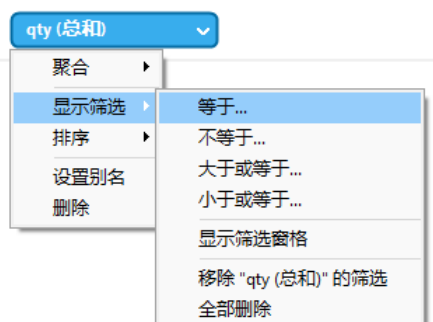 qty (总和)
聚合
显示筛选
排序
设置别名
删除
等于...
不等于...
大于或等于...
小于或等于...
显示筛选窗格
移除 "qty (总和)" 的筛选
全部删除